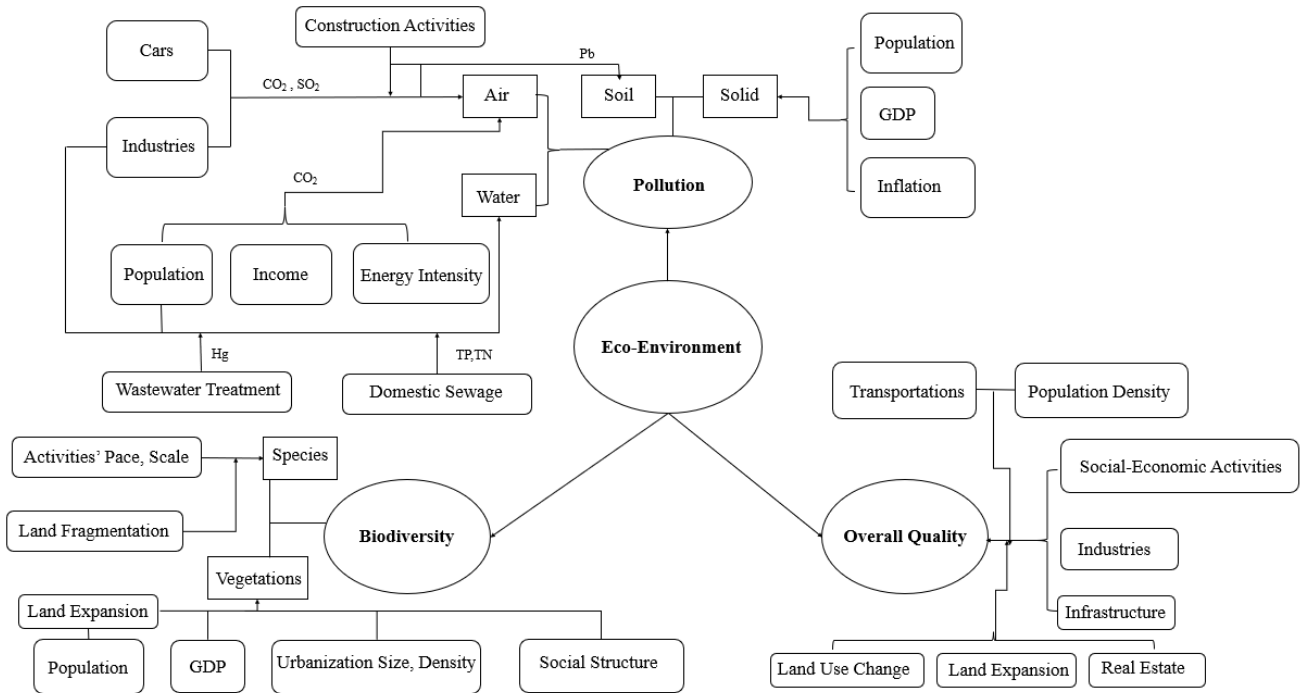 Construction Activities
Cars
Population
Pb
CO2 , SO2
Air
Soil
Solid
GDP
Industries
CO2
Pollution
Water
Inflation
Population
Income
Energy Intensity
Eco-Environment
Hg
TP,TN
Wastewater Treatment
Domestic Sewage
Transportations
Population Density
Activities’ Pace, Scale
Species
Social-Economic Activities
Land Fragmentation
Biodiversity
Overall Quality
Industries
Vegetations
Land Expansion
Infrastructure
Population
GDP
Urbanization Size, Density
Social Structure
Land Use Change
Land Expansion
Real Estate